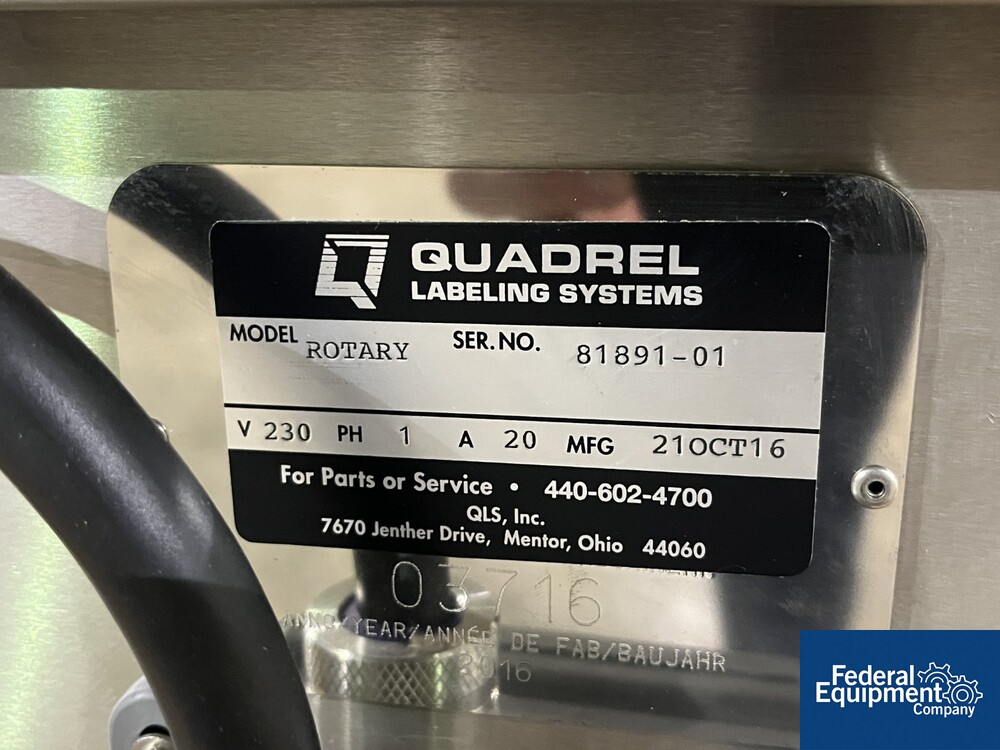 QUADREL
LABELING SYSTEMS
MODEL ROTARY SER.NO. 81891-01
V 230 PH 1 A 20 MFG 21OCT16
For Parts or Service • 440-602-4700
QLS, Inc.
7670 Jenther Drive, Mentor, Ohio 44060
03716
ANNO/YEAR/ANNÉE DE FAB/BAUJAHR
2016
Federal
Equipment
Company